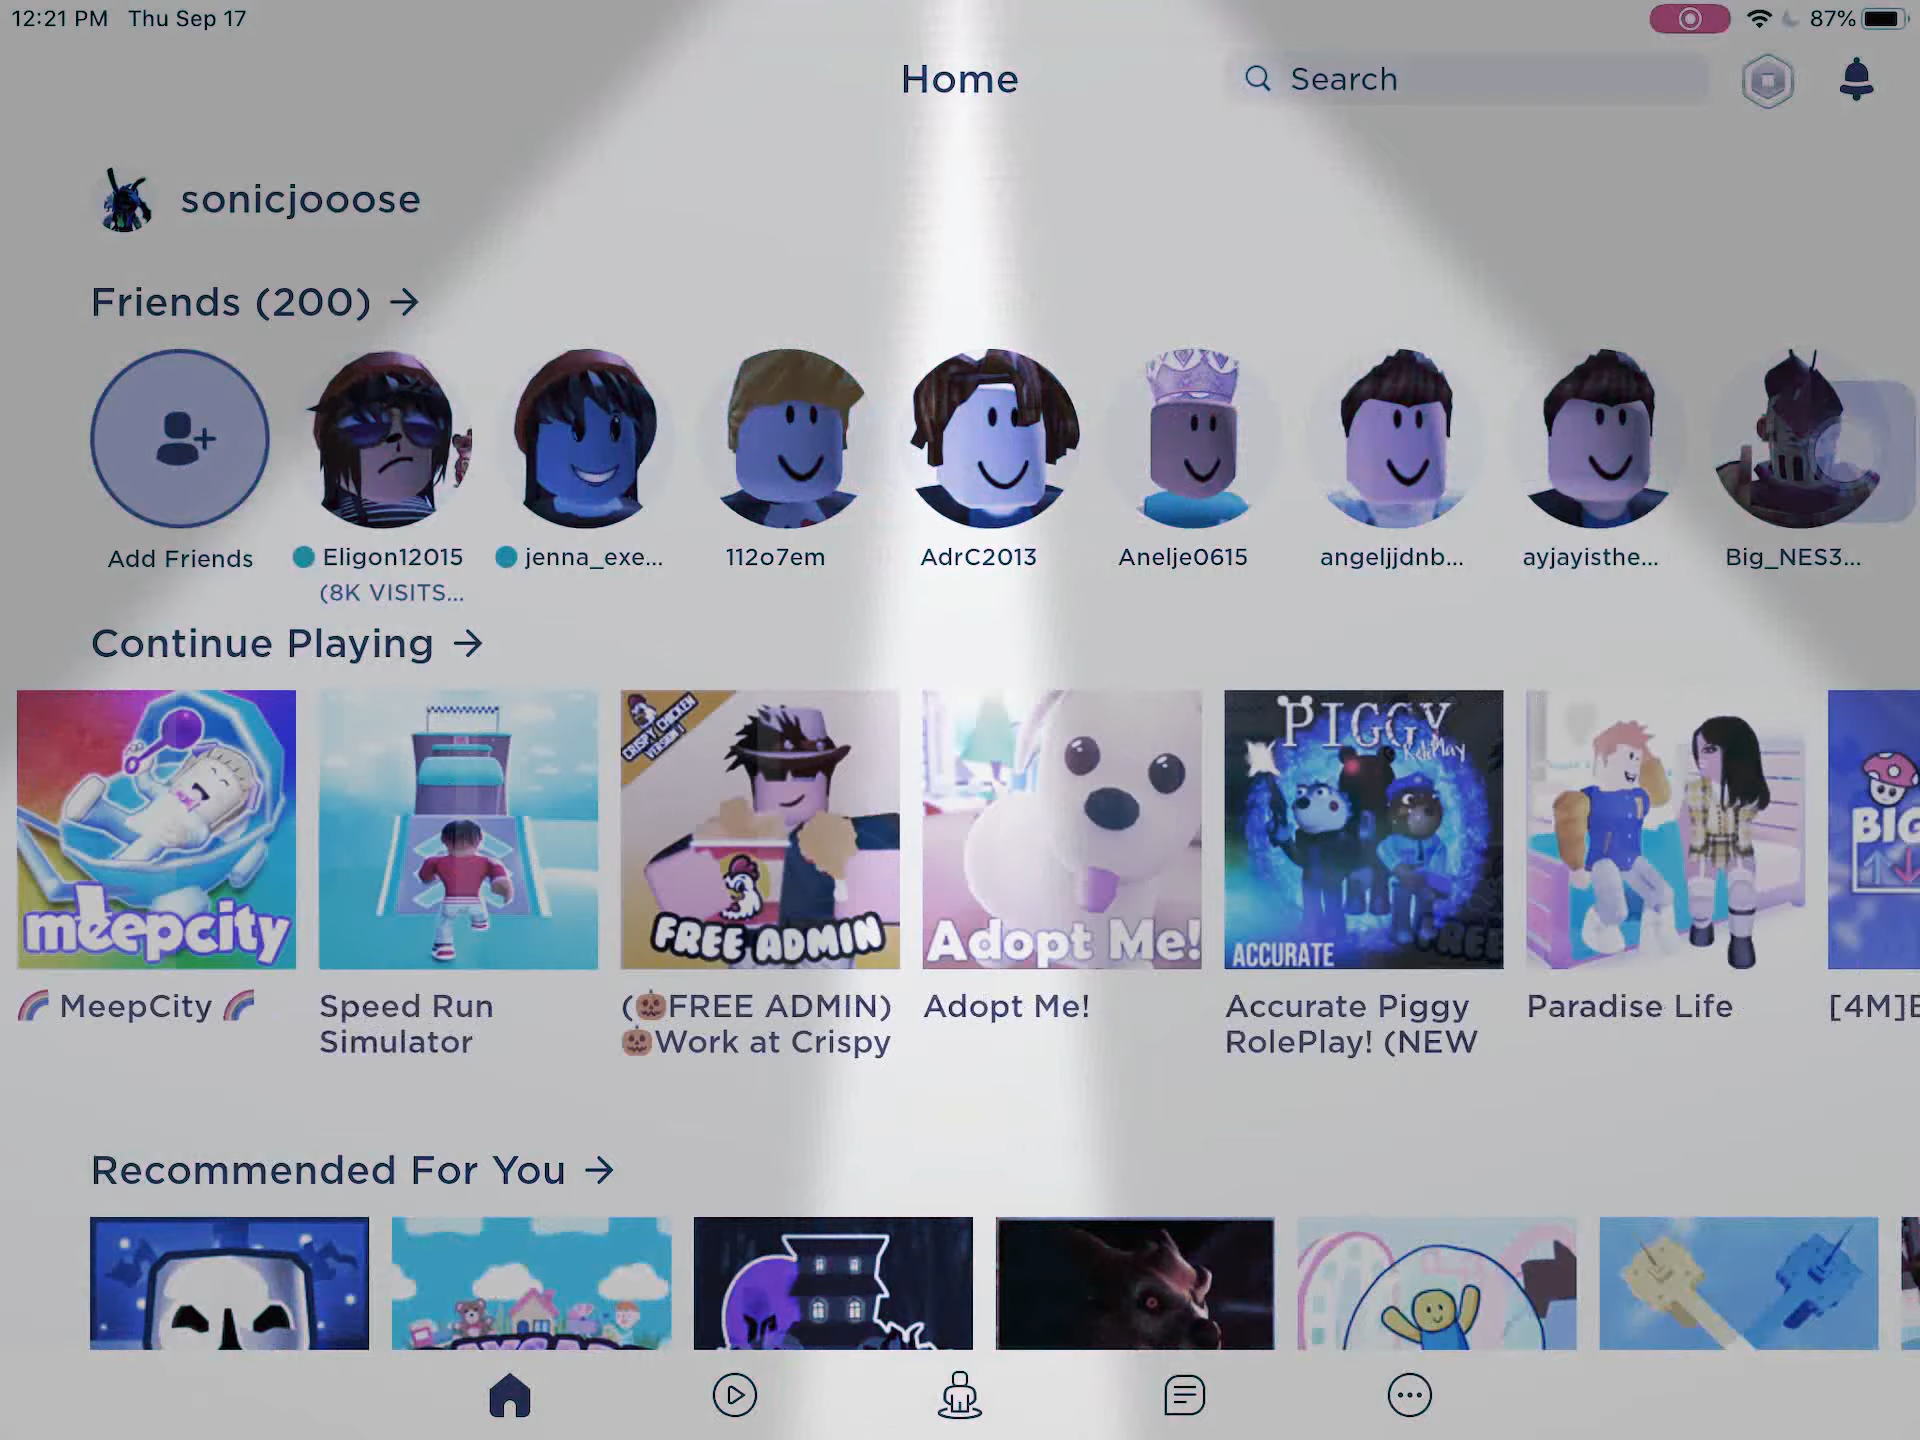 12:21 PM Thu Sep 17
87%
Home
Search
sonicjooose
Friends (200) →
Add Friends
Eligon12015
(8K VISITS...
jenna_exe...
112o7em
AdrC2013
Anelje0615
angeljjdnb...
ayjayisthe...
Big_NES3...
Continue Playing →
meepcity
CRISPY CHICKEN
VERSION 1
FREE ADMIN
Adopt Me!
PIGGY
RolePlay
ACCURATE
FREE
BIG
🌈 MeepCity 🌈
Speed Run
Simulator
(🎃FREE ADMIN)
🎃Work at Crispy
Adopt Me!
Accurate Piggy
RolePlay! (NEW
Paradise Life
[4M]B
Recommended For You →